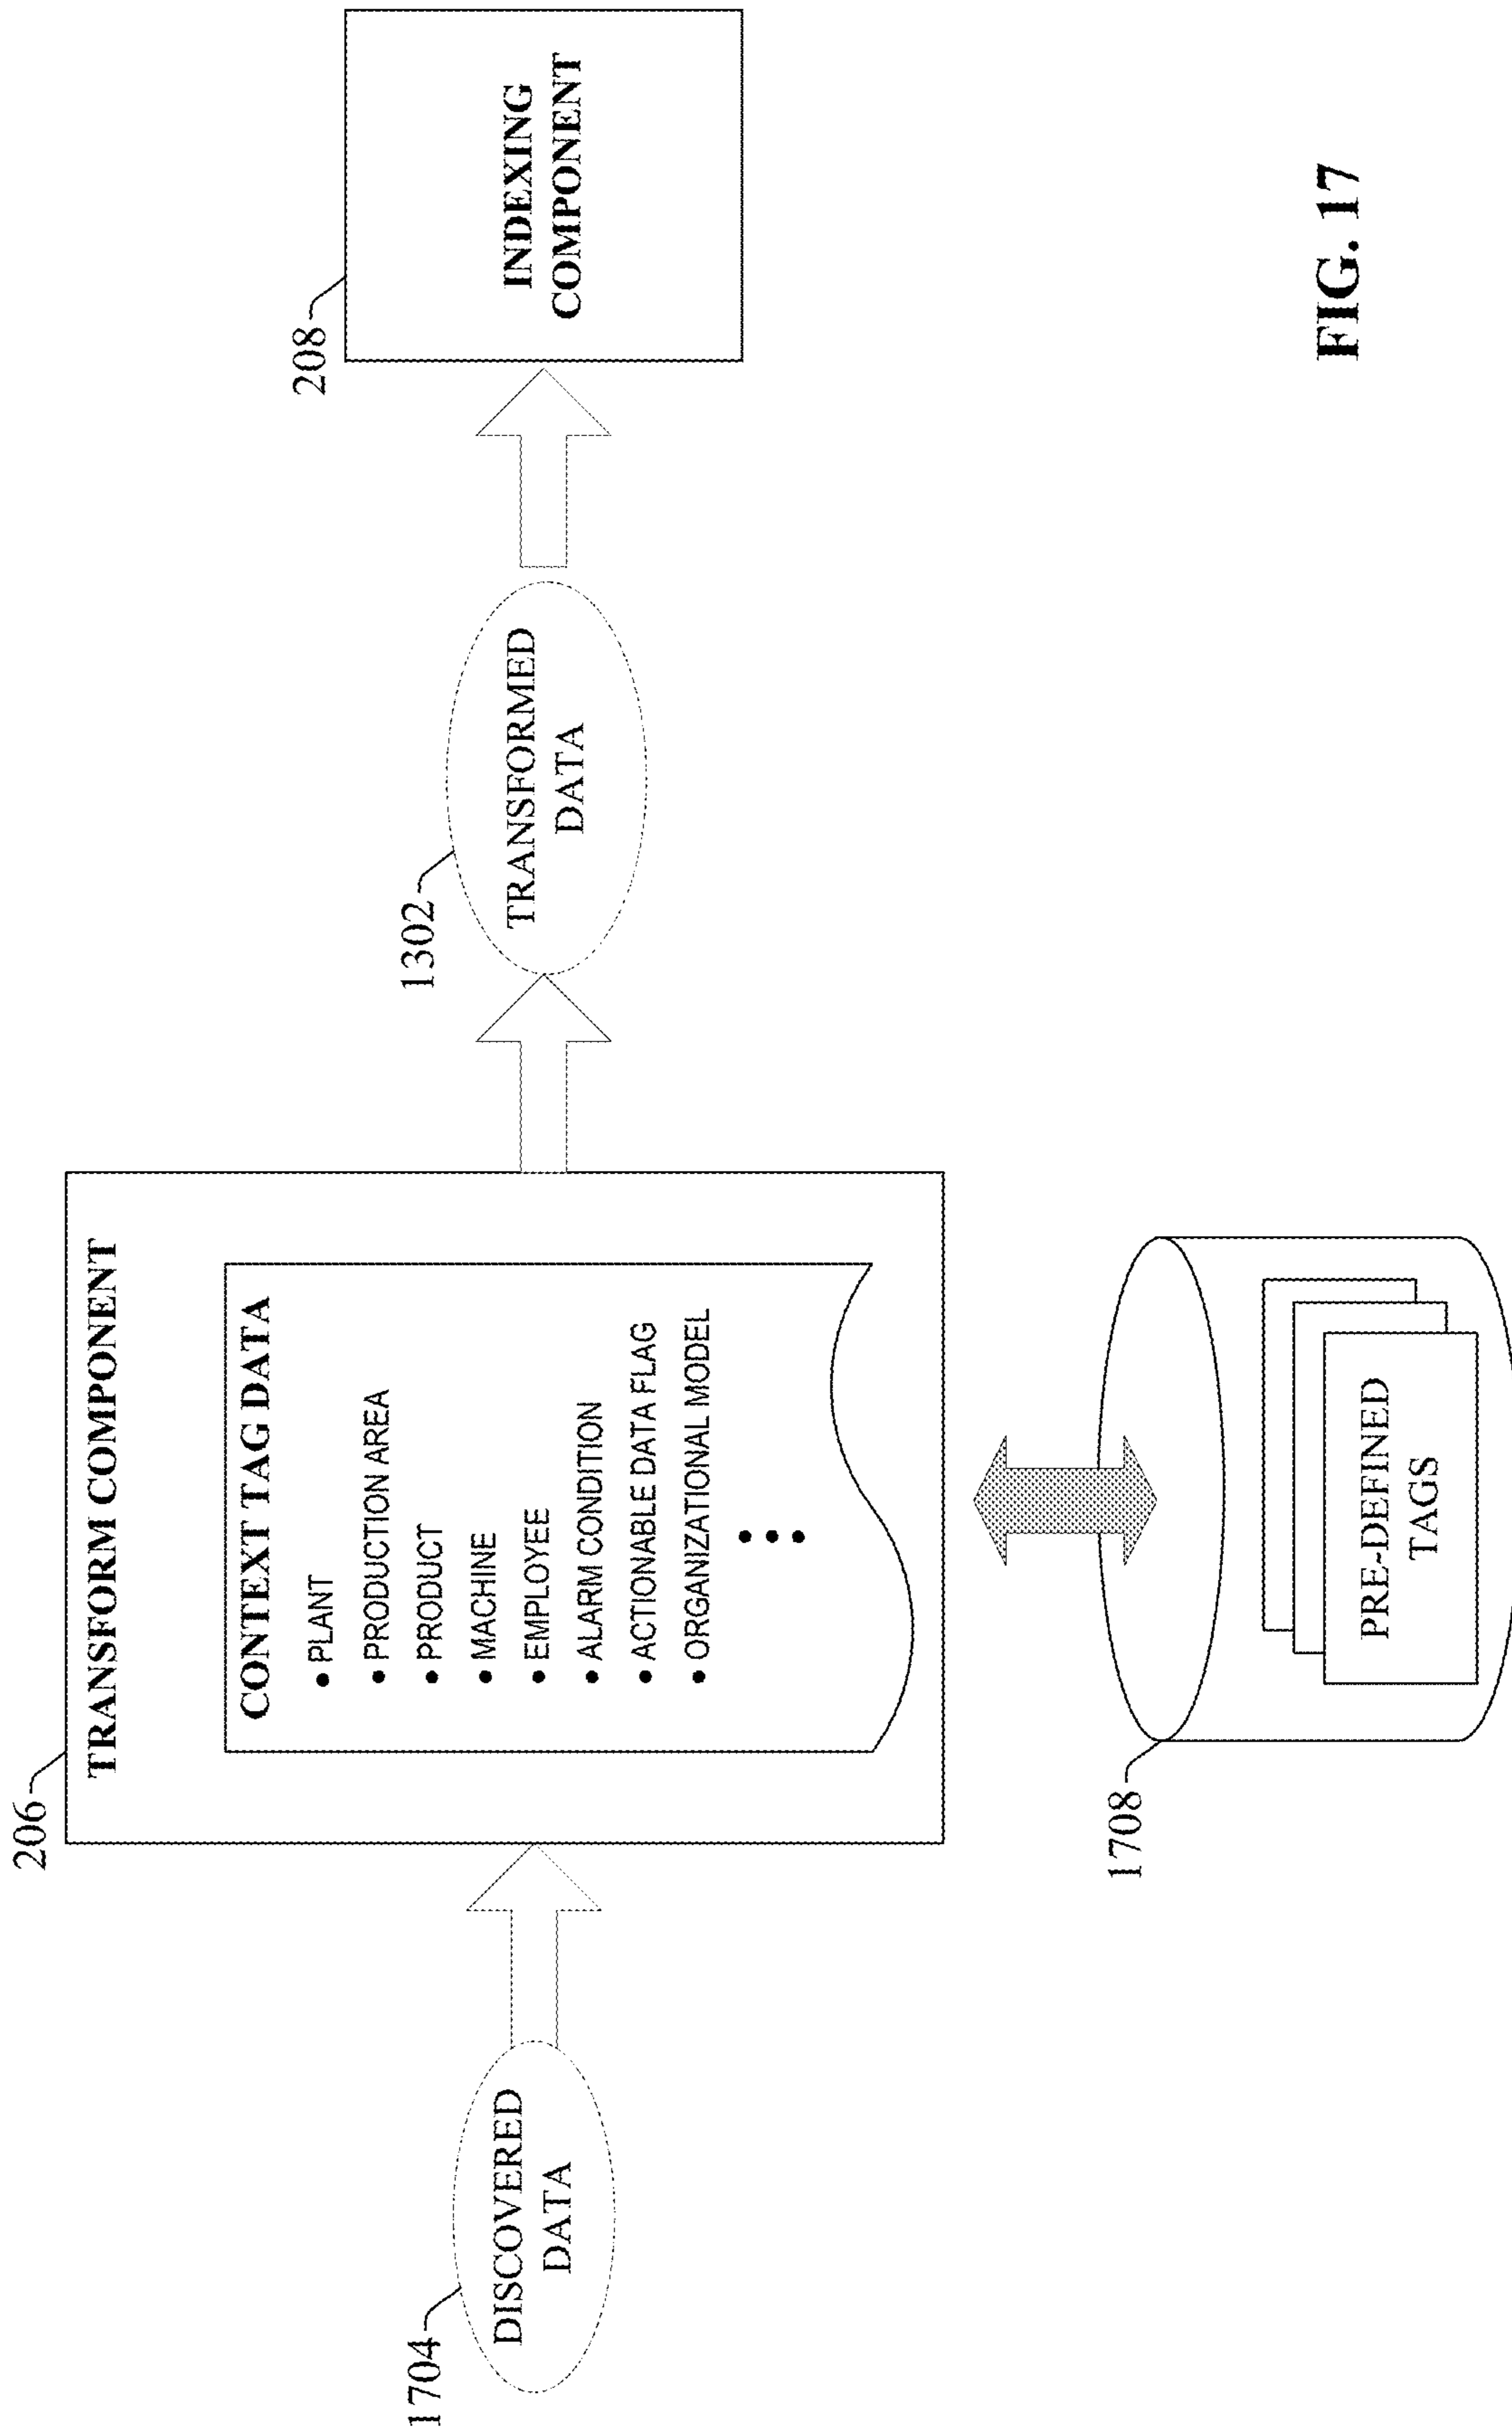 206
TRANSFORM COMPONENT
CONTEXT TAG DATA
• PLANT
• PRODUCTION AREA
• PRODUCT
• MACHINE
• EMPLOYEE
• ALARM CONDITION
• ACTIONABLE DATA FLAG
• ORGANIZATIONAL MODEL
1704
DISCOVERED
DATA
1302
TRANSFORMED
DATA
208
INDEXING
COMPONENT
1708
PRE-DEFINED
TAGS
FIG. 17